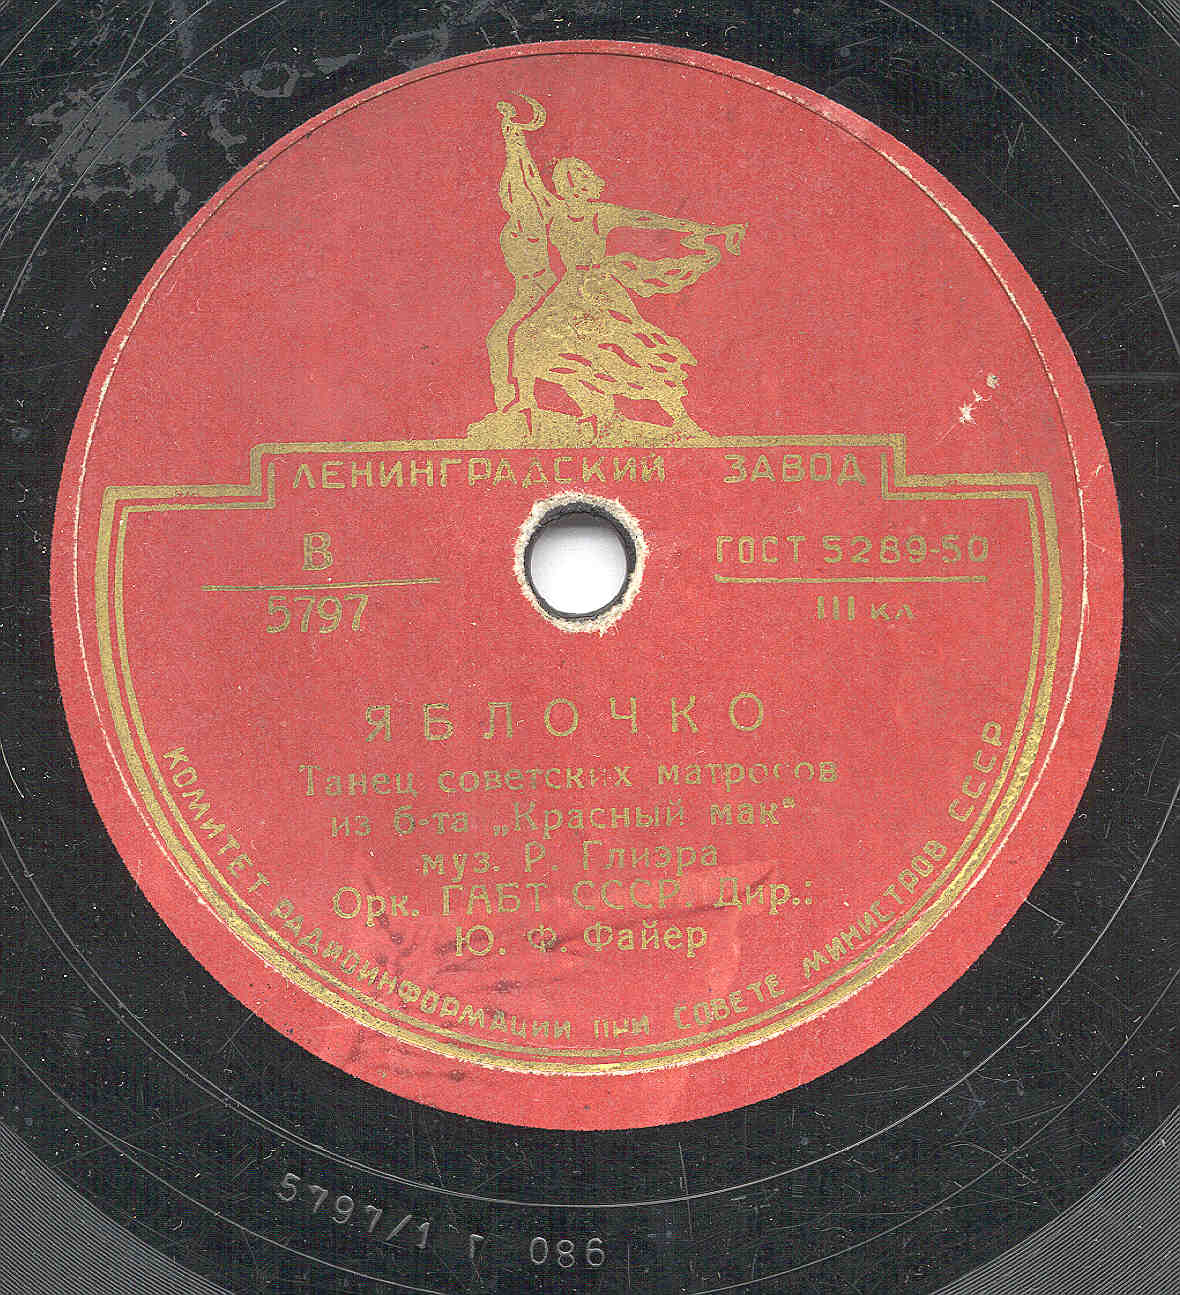 ЛЕНИНГРАДСКИЙ ЗАВОД
В
5797
ГОСТ 5289-50
III кл
ЯБЛОЧКО
Танец советских матросов
из б-та „Красный мак“
муз. Р. Глиэра
Орк. ГАБТ СССР. Дир.:
Ю. Ф. Файер
КОМИТЕТ РАДИОИНФОРМАЦИИ ПРИ СОВЕТЕ МИНИСТРОВ СССР
5797/1 Г 086